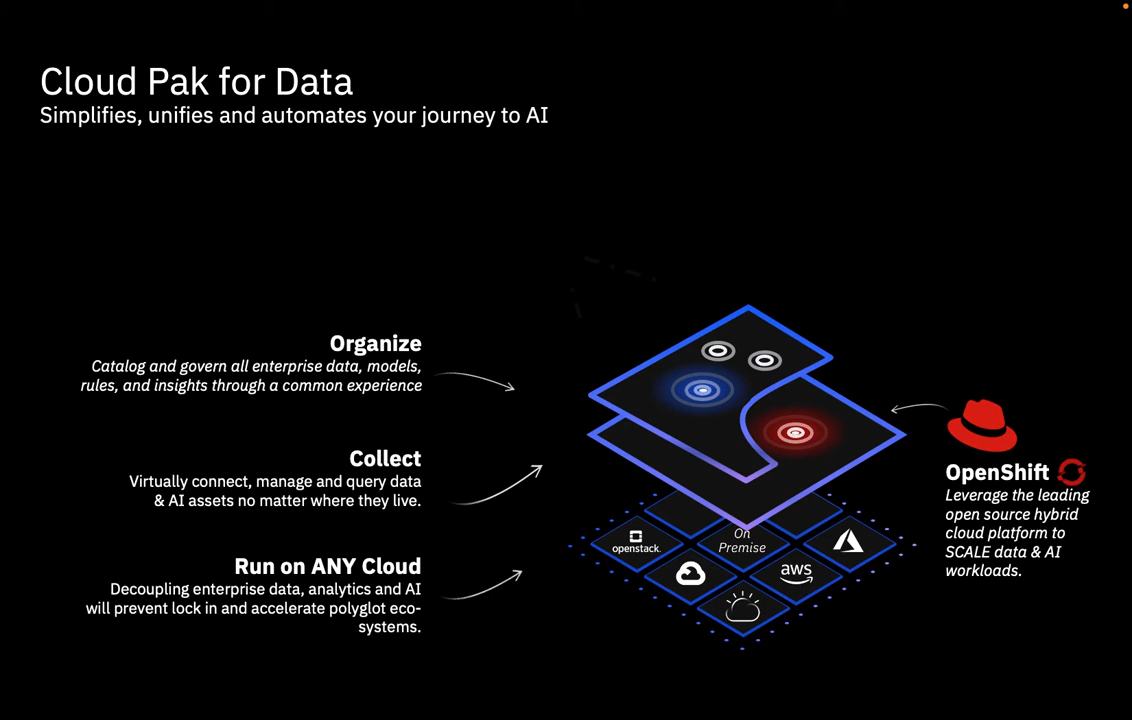 Cloud Pak for Data
Simplifies, unifies and automates your journey to AI
Organize
Catalog and govern all enterprise data, models,
rules, and insights through a common experience
Collect
Virtually connect, manage and query data
& AI assets no matter where they live.
Run on ANY Cloud
Decoupling enterprise data, analytics and AI
will prevent lock in and accelerate polyglot eco-
systems.
openstack.
On
Premise
aws
OpenShift
Leverage the leading
open source hybrid
cloud platform to
SCALE data & AI
workloads.